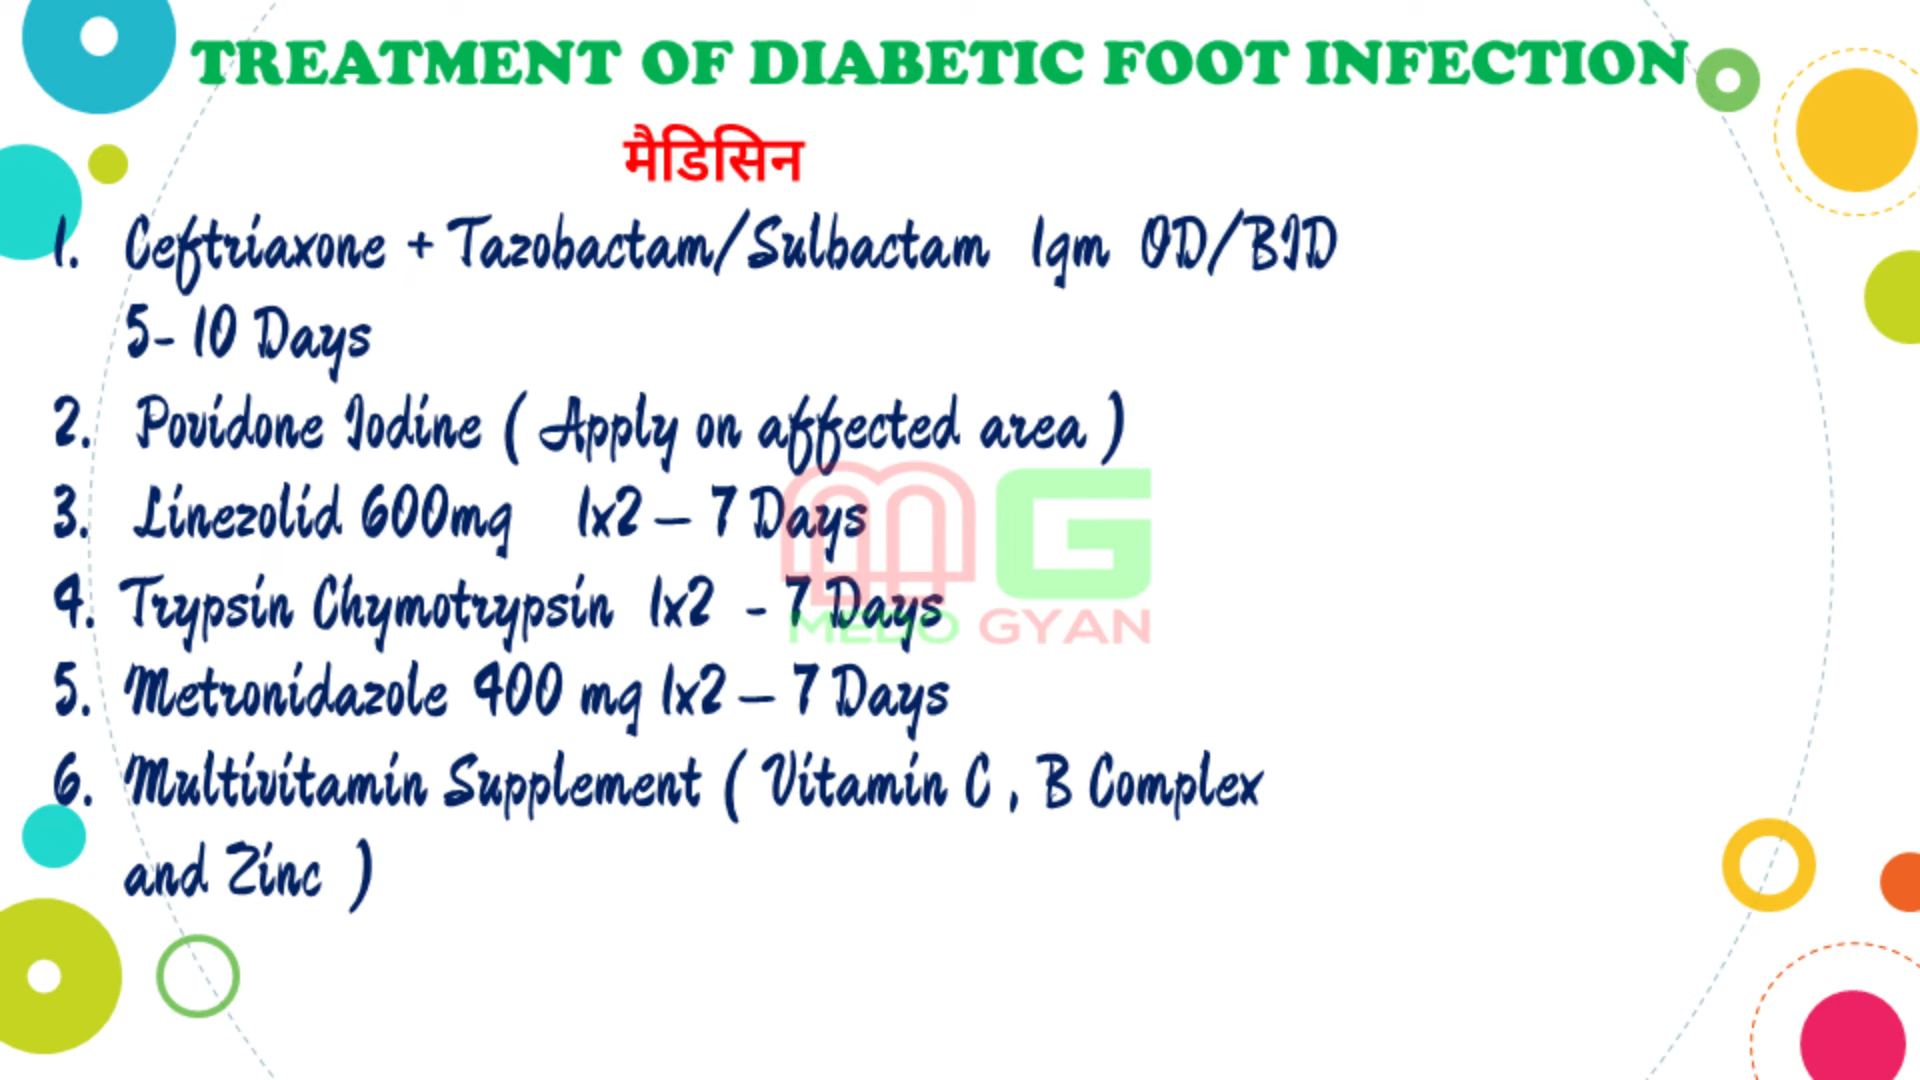 TREATMENT OF DIABETIC FOOT INFECTION
मैडिसिन
1. Ceftriaxone + Tazobactam/Sulbactam 1gm OD/BID
5- 10 Days
2. Povidone Iodine ( Apply on affected area )
3. Linezolid 600mg 1x2 – 7 Days
4. Trypsin Chymotrypsin 1x2 - 7 Days
5. Metronidazole 400 mg 1x2 – 7 Days
6. Multivitamin Supplement ( Vitamin C , B Complex
and Zinc )
MG
MEDO GYAN